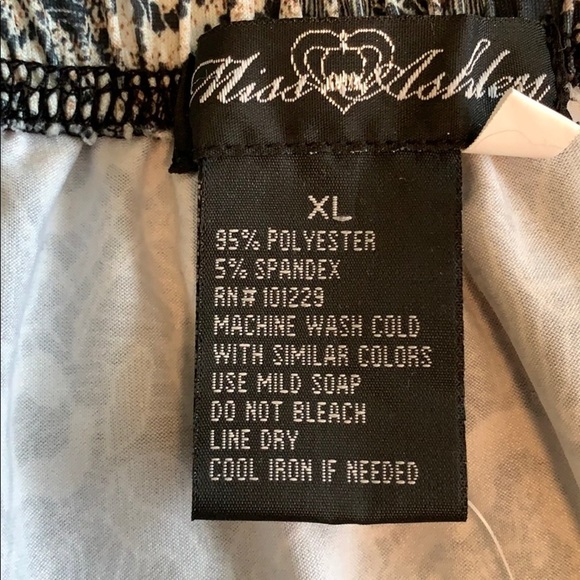 Miss Ashley
XL
95% POLYESTER
5% SPANDEX
RN# 101229
MACHINE WASH COLD
WITH SIMILAR COLORS
USE MILD SOAP
DO NOT BLEACH
LINE DRY
COOL IRON IF NEEDED